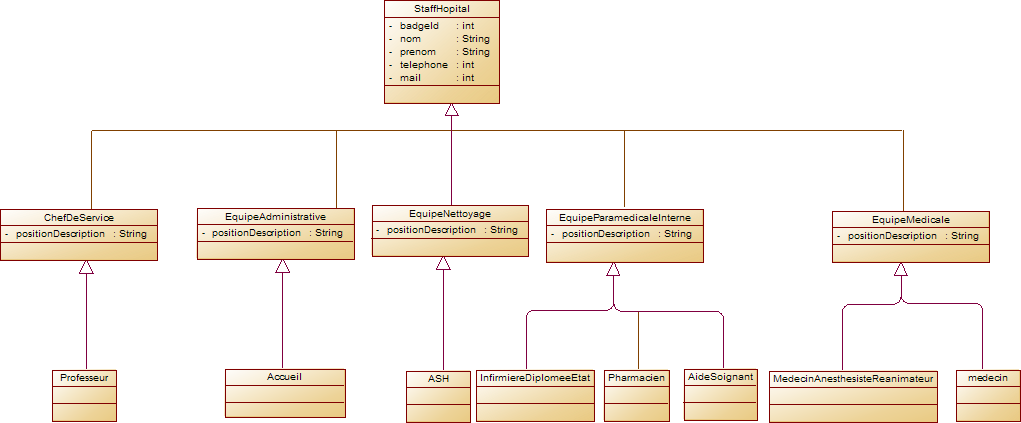 StaffHopital
- badgeId : int
- nom : String
- prenom : String
- telephone : int
- mail : int
ChefDeService
- positionDescription : String
EquipeAdministrative
- positionDescription : String
EquipeNettoyage
- positionDescription : String
EquipeParamedicaleInterne
- positionDescription : String
EquipeMedicale
- positionDescription : String
Professeur
Accueil
ASH
InfirmiereDiplomeeEtat
Pharmacien
AideSoignant
MedecinAnesthesisteReanimateur
medecin